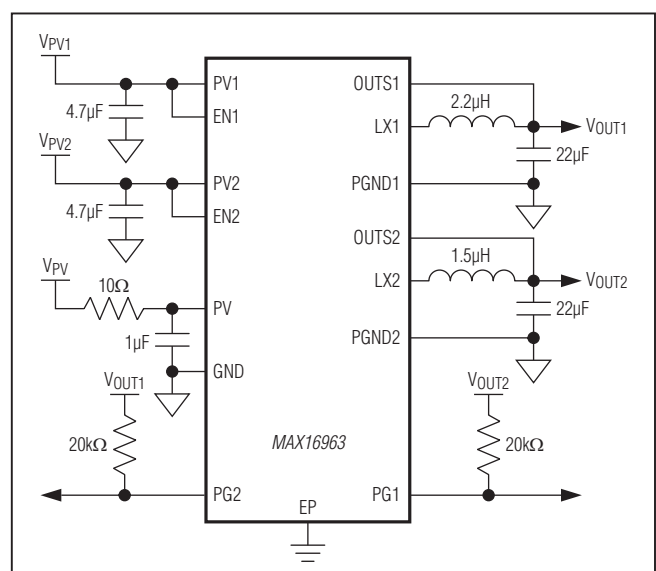 VPV1
PV1
OUTS1
4.7µF
EN1
2.2µH
LX1
VOUT1
22µF
VPV2
PV2
PGND1
4.7µF
EN2
OUTS2
1.5µH
LX2
VOUT2
VPV
10Ω
PV
22µF
1µF
PGND2
GND
VOUT1
VOUT2
20kΩ
MAX16963
20kΩ
PG2
PG1
EP